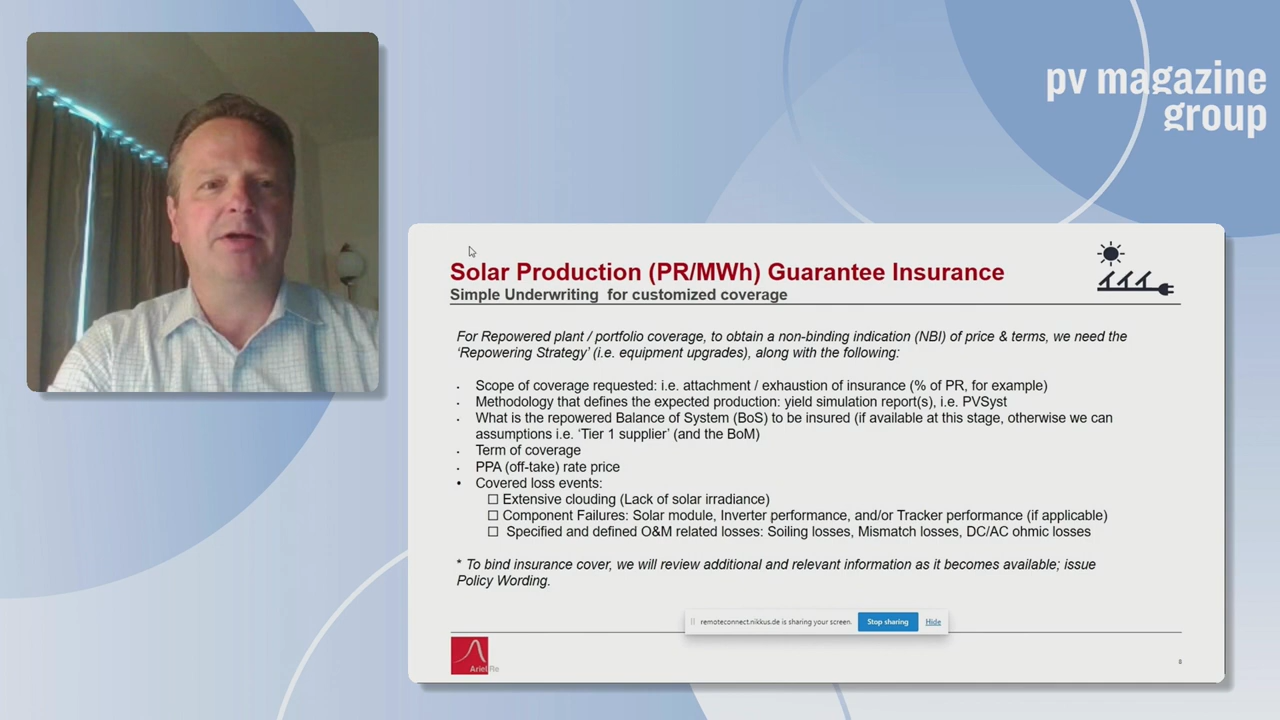 pv magazine
group
Solar Production (PR/MWh) Guarantee Insurance
Simple Underwriting for customized coverage
For Repowered plant / portfolio coverage, to obtain a non-binding indication (NBI) of price & terms, we need the
‘Repowering Strategy’ (i.e. equipment upgrades), along with the following:
· Scope of coverage requested: i.e. attachment / exhaustion of insurance (% of PR, for example)
· Methodology that defines the expected production: yield simulation report(s), i.e. PVSyst
· What is the repowered Balance of System (BoS) to be insured (if available at this stage, otherwise we can
assumptions i.e. ‘Tier 1 supplier’ (and the BoM)
· Term of coverage
· PPA (off-take) rate price
• Covered loss events:
☐ Extensive clouding (Lack of solar irradiance)
☐ Component Failures: Solar module, Inverter performance, and/or Tracker performance (if applicable)
☐ Specified and defined O&M related losses: Soiling losses, Mismatch losses, DC/AC ohmic losses
* To bind insurance cover, we will review additional and relevant information as it becomes available; issue
Policy Wording.
remoteconnect.nikkus.de is sharing your screen. Stop sharing Hide
Ariel Re
8